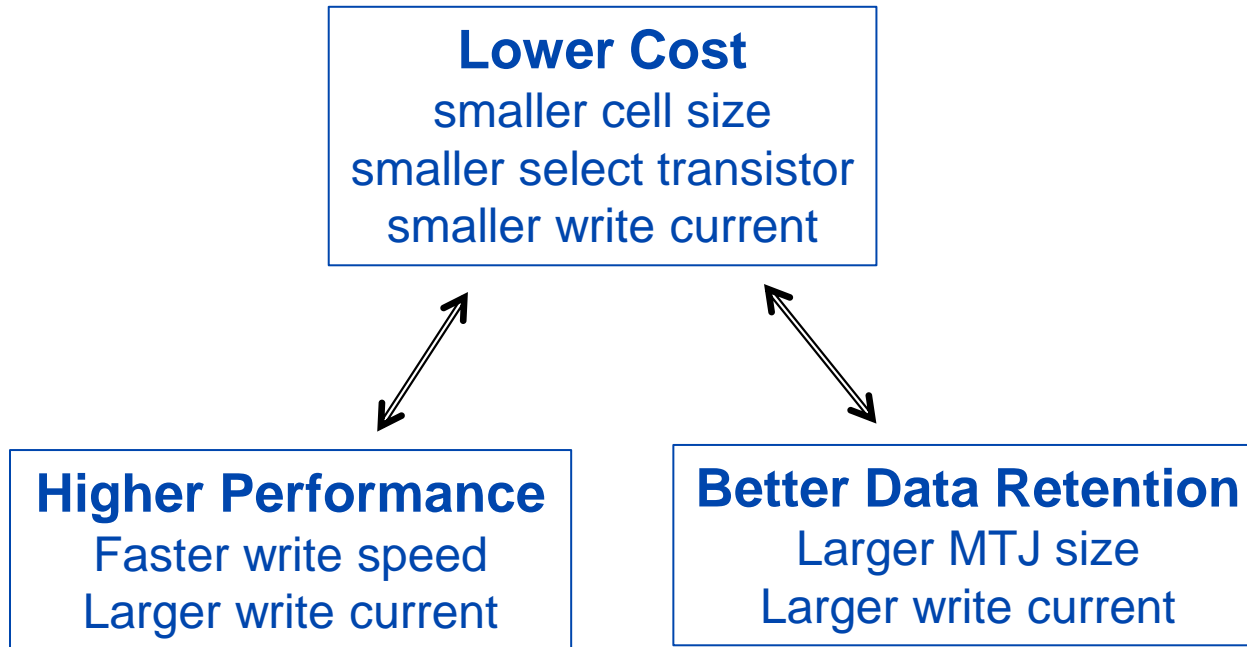 Lower Cost
smaller cell size
smaller select transistor
smaller write current
Higher Performance
Faster write speed
Larger write current
Better Data Retention
Larger MTJ size
Larger write current